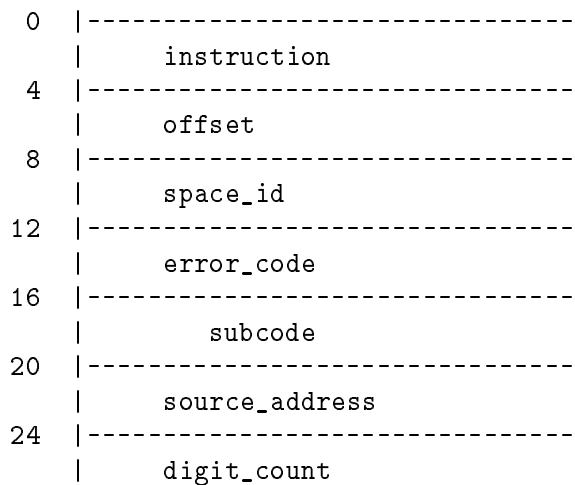 0 |-------------------------------
| instruction
4 |-------------------------------
| offset
8 |-------------------------------
| space_id
12 |-------------------------------
| error_code
16 |-------------------------------
| subcode
20 |-------------------------------
| source_address
24 |-------------------------------
| digit_count